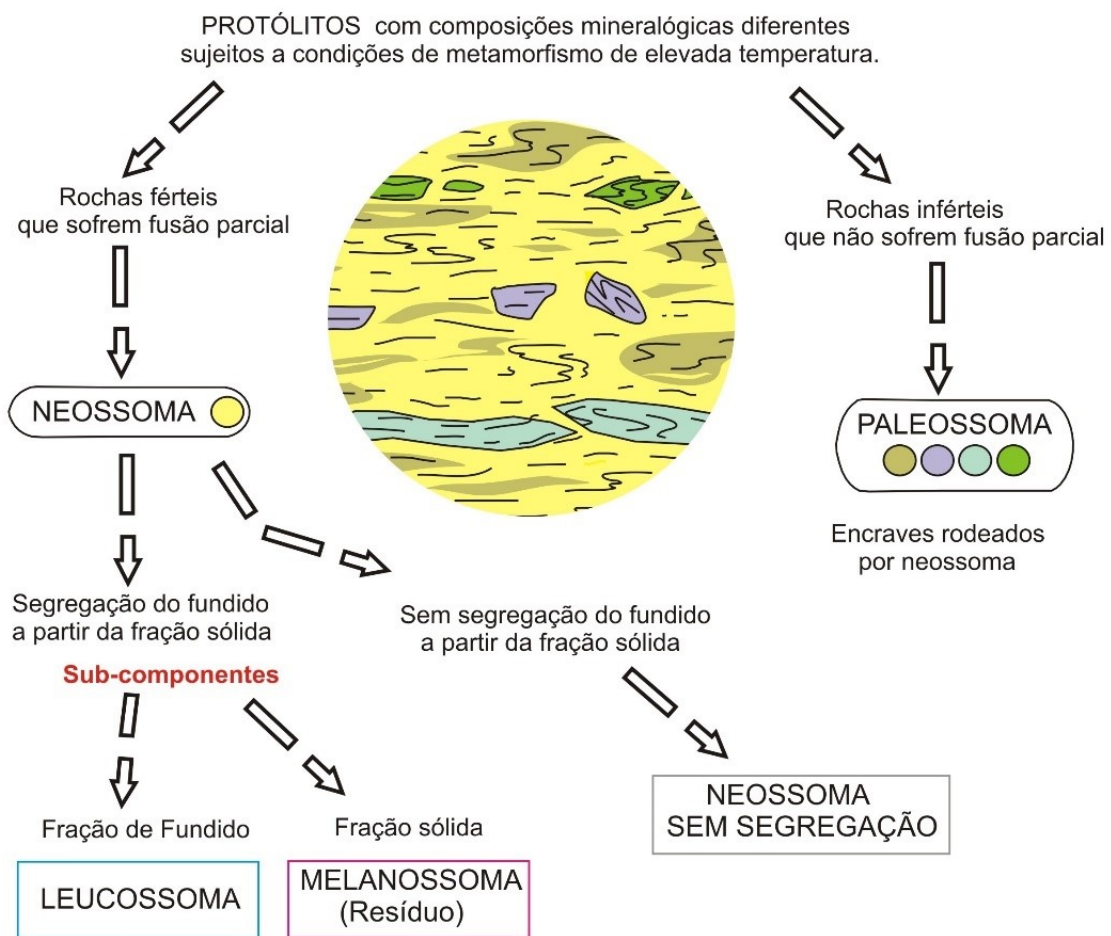 PROTÓLITOS com composições mineralógicas diferentes
sujeitos a condições de metamorfismo de elevada temperatura.
Rochas férteis
que sofrem fusão parcial
Rochas inférteis
que não sofrem fusão parcial
NEOSSOMA
PALEOSSOMA
Encraves rodeados
por neossoma
Segregação do fundido
a partir da fração sólida
Sem segregação do fundido
a partir da fração sólida
Sub-componentes
Fração de Fundido
Fração sólida
NEOSSOMA
SEM SEGREGAÇÃO
LEUCOSSOMA
MELANOSSOMA
(Resíduo)